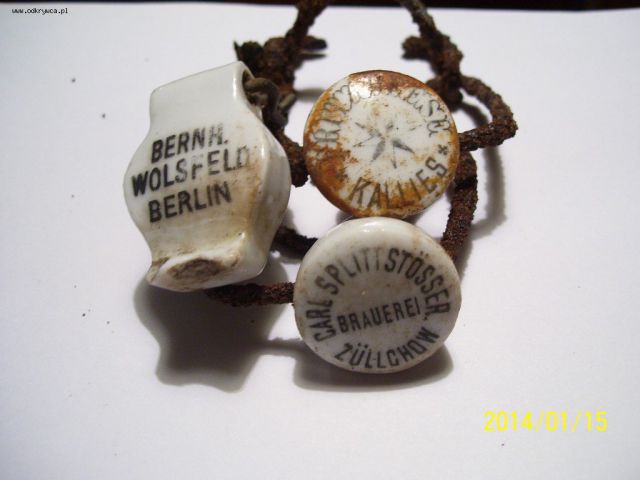 www.odkrywca.pl
BERNH.
WOLSFELD
BERLIN
*KALLIES*
CARL SPLITTSTÖSSER.
BRAUEREI
ZÜLLCHOW
2014/01/15